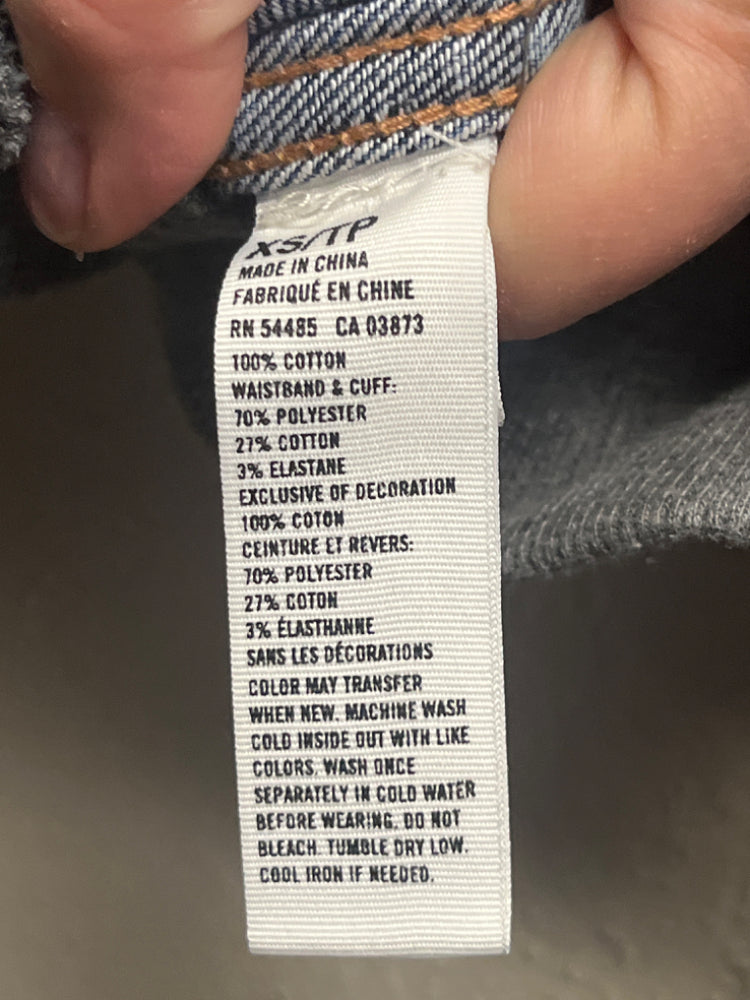 XS/TP
MADE IN CHINA
FABRIQUÉ EN CHINE
RN 54485 CA 03873
100% COTTON
WAISTBAND & CUFF:
70% POLYESTER
27% COTTON
3% ELASTANE
EXCLUSIVE OF DECORATION
100% COTON
CEINTURE ET REVERS:
70% POLYESTER
27% COTON
3% ÉLASTHANNE
SANS LES DÉCORATIONS
COLOR MAY TRANSFER
WHEN NEW. MACHINE WASH
COLD INSIDE OUT WITH LIKE
COLORS. WASH ONCE
SEPARATELY IN COLD WATER
BEFORE WEARING. DO NOT
BLEACH. TUMBLE DRY LOW.
COOL IRON IF NEEDED.